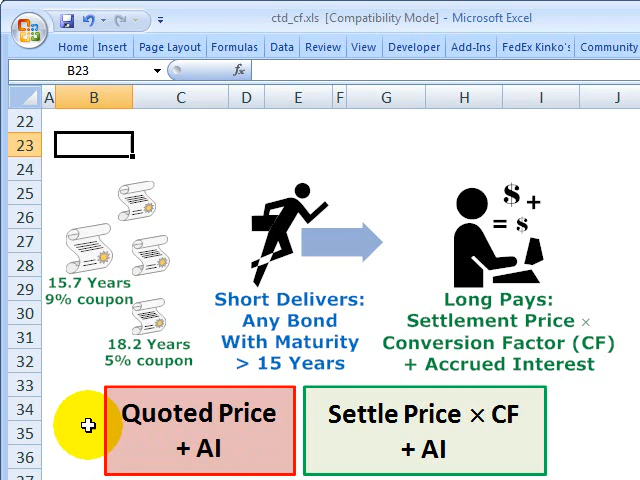 ctd_cf.xls [Compatibility Mode] - Microsoft Excel
Home Insert Page Layout Formulas Data Review Settle Developer Add-Ins FedEx Kinko's Community
B23 fx
A B C D E F G H I J
22
23
24
25
26
27
28
29
30
31
32
33
34
35
36
37
$ +
= $
15.7 Years
9% coupon
18.2 Years
5% coupon
Short Delivers:
Any Bond
With Maturity
> 15 Years
Long Pays:
Settlement Price ×
Conversion Factor (CF)
+ Accrued Interest
Quoted Price
+ AI
Settle Price × CF
+ AI